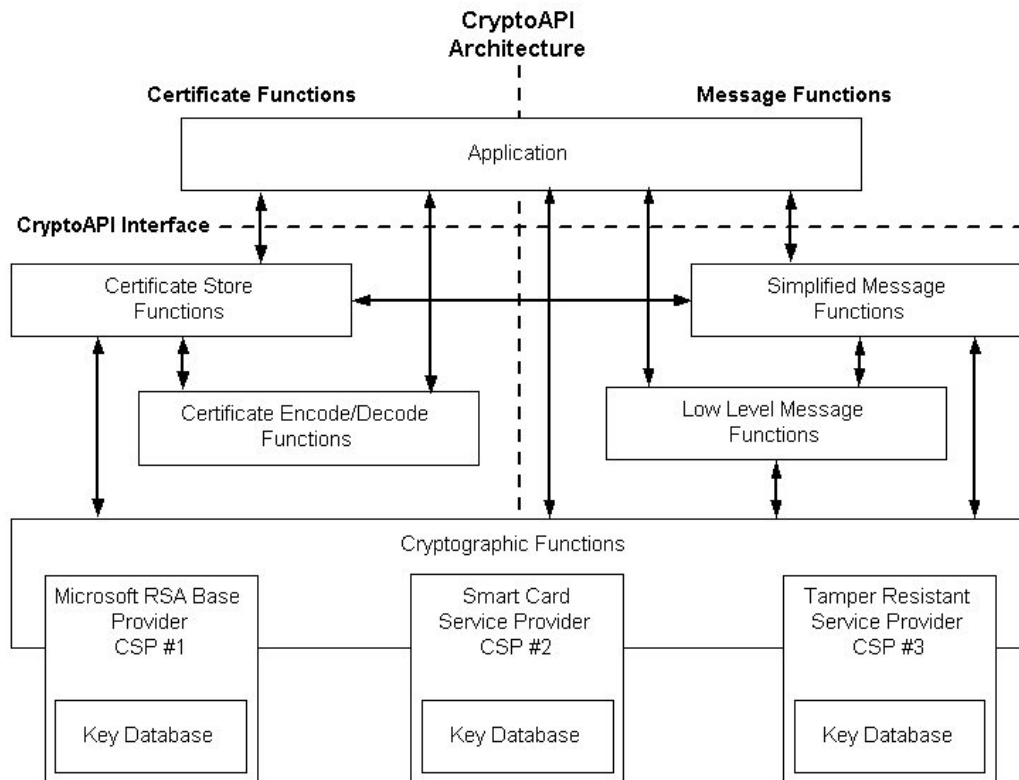 CryptoAPI
Architecture
Certificate Functions
Message Functions
Application
CryptoAPI Interface
Certificate Store
Functions
Simplified Message
Functions
Certificate Encode/Decode
Functions
Low Level Message
Functions
Cryptographic Functions
Microsoft RSA Base
Provider
CSP #1
Smart Card
Service Provider
CSP #2
Tamper Resistant
Service Provider
CSP #3
Key Database
Key Database
Key Database